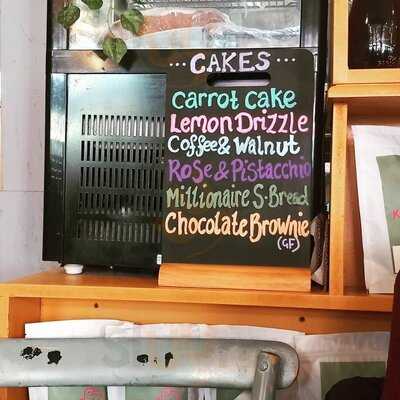 ··· CAKES ···
Carrot Cake
Lemon Drizzle
Coffee & Walnut
Rose & Pistacchio
Millionaire S.Bread
Chocolate Brownie
(GF)